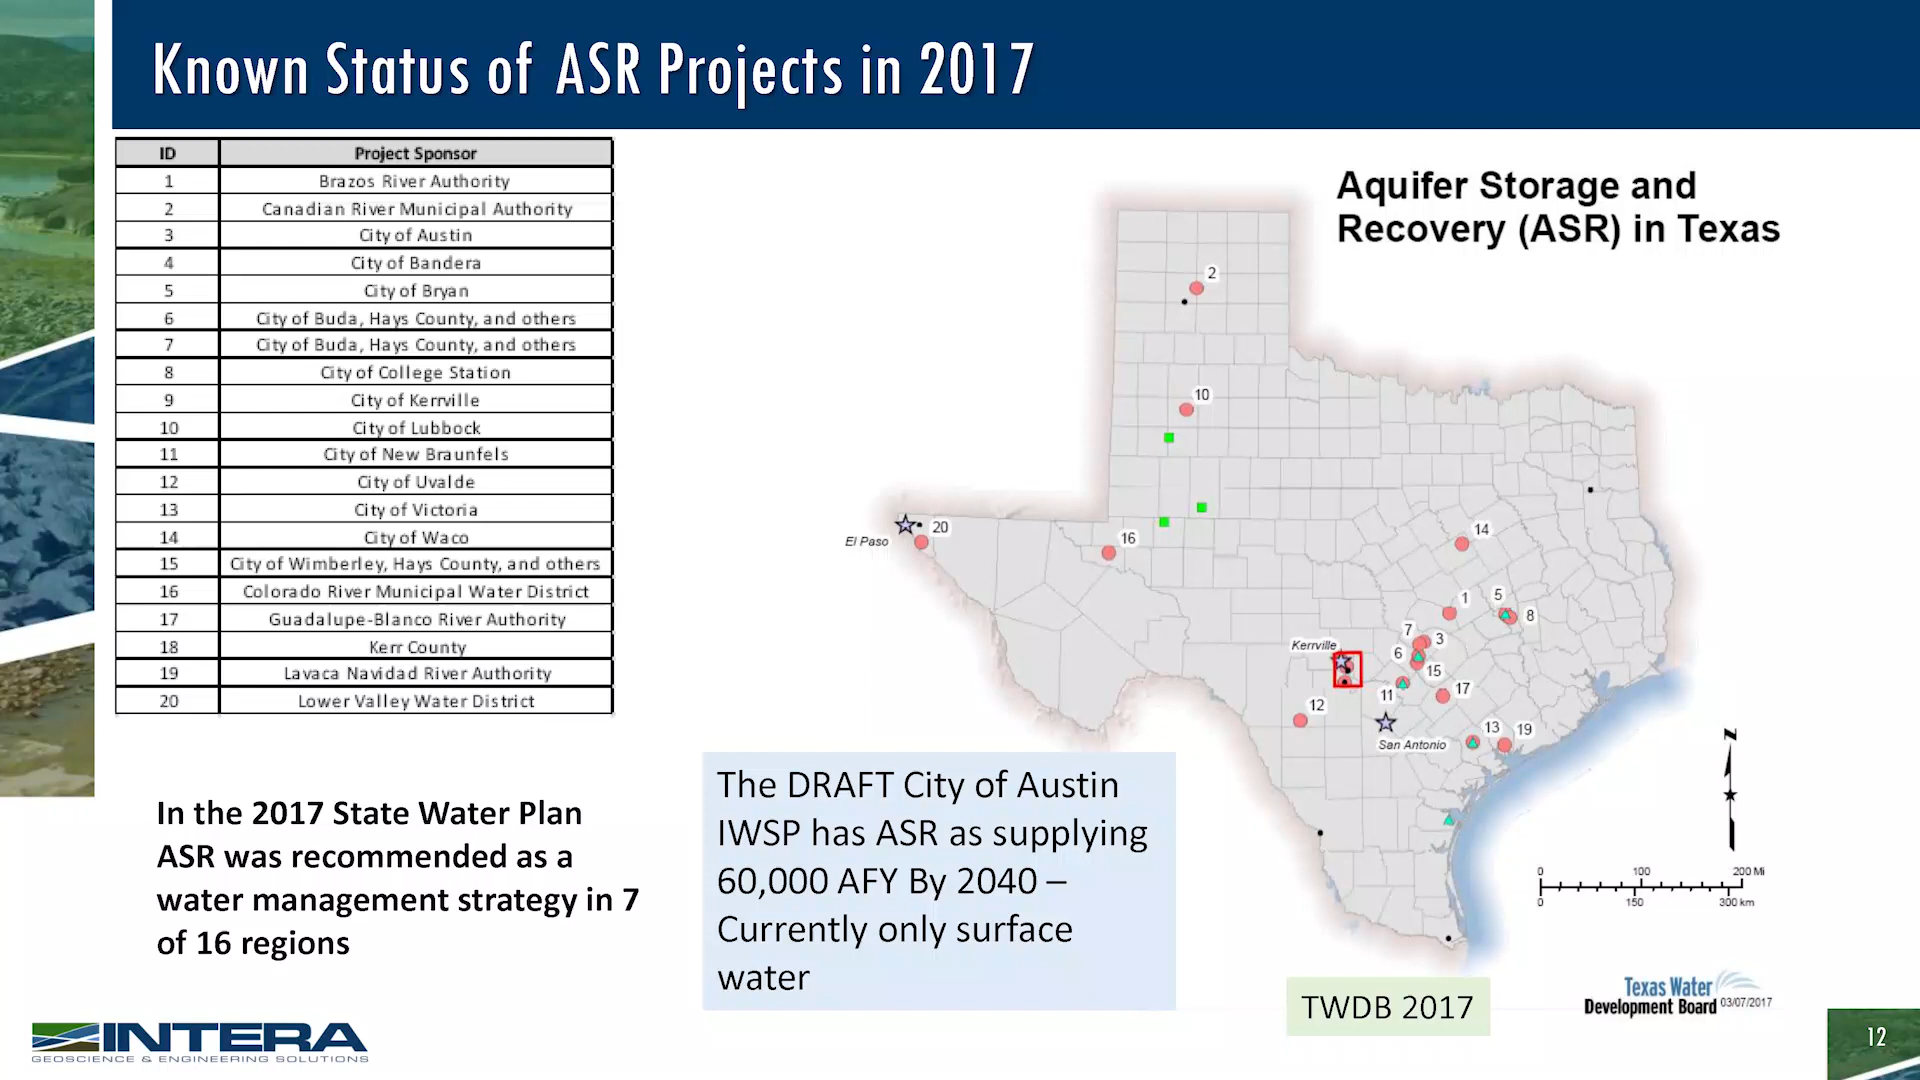 Known Status of ASR Projects in 2017
ID Project Sponsor
1 Brazos River Authority
2 Canadian River Municipal Authority
3 City of Austin
4 City of Bandera
5 City of Bryan
6 City of Buda, Hays County, and others
7 City of Buda, Hays County, and others
8 City of College Station
9 City of Kerrville
10 City of Lubbock
11 City of New Braunfels
12 City of Uvalde
13 City of Victoria
14 City of Waco
15 City of Wimberley, Hays County, and others
16 Colorado River Municipal Water District
17 Guadalupe-Blanco River Authority
18 Kerr County
19 Lavaca Navidad River Authority
20 Lower Valley Water District
In the 2017 State Water Plan
ASR was recommended as a
water management strategy in 7
of 16 regions
Aquifer Storage and
Recovery (ASR) in Texas
2
10
20
El Paso
16
14
1
5
8
7
3
Kerrville
6
15
11
17
12
13
19
San Antonio
N
0 100 200 Mi
0 150 300 km
The DRAFT City of Austin
IWSP has ASR as supplying
60,000 AFY By 2040 –
Currently only surface
water
TWDB 2017
Texas Water
Development Board 03/07/2017
INTERA
GEOSCIENCE & ENGINEERING SOLUTIONS
12